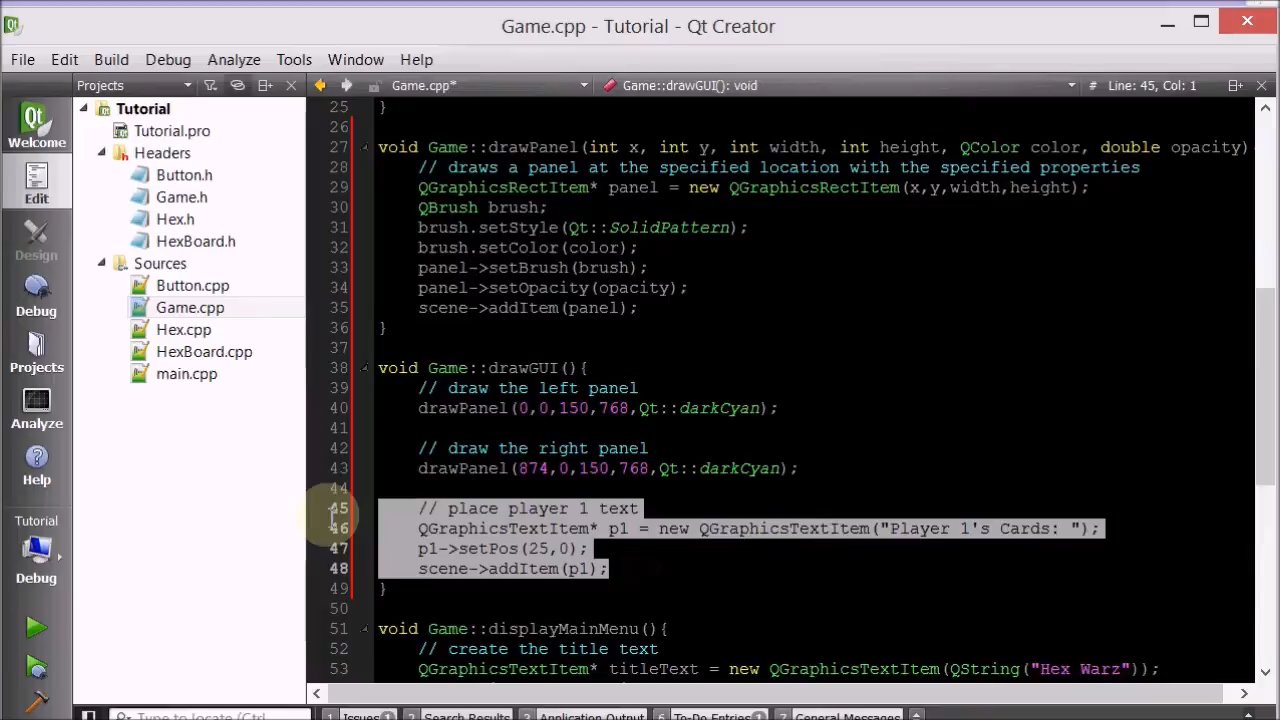 Game.cpp - Tutorial - Qt Creator
File Edit Build Debug Tools Analyze Window Help
Projects Game.cpp* Game::drawGUI(): void # Line: 45, Col: 1
Welcome
Edit
Design
Debug
Projects
Analyze
Help
Tutorial
Debug
Tutorial
Tutorial.pro
Headers
Button.h
Game.h
Hex.h
HexBoard.h
Sources
Button.cpp
Game.cpp
Hex.cpp
HexBoard.cpp
main.cpp
25 }
26
27 void Game::drawPanel(int x, int y, int width, int height, QColor color, double opacity)
28 // draws a panel at the specified location with the specified properties
29 QGraphicsRectItem* panel = new QGraphicsRectItem(x,y,width,height);
30 QBrush brush;
31 brush.setStyle(Qt::SolidPattern);
32 brush.setColor(color);
33 panel->setBrush(brush);
34 panel->setOpacity(opacity);
35 scene->addItem(panel);
36 }
37
38 void Game::drawGUI(){
39 // draw the left panel
40 drawPanel(0,0,150,768,Qt::darkCyan);
41
42 // draw the right panel
43 drawPanel(874,0,150,768,Qt::darkCyan);
44
45 // place player 1 text
46 QGraphicsTextItem* p1 = new QGraphicsTextItem("Player 1's Cards: ");
47 p1->setPos(25,0);
48 scene->addItem(p1);
49 }
50
51 void Game::displayMainMenu(){
52 // create the title text
53 QGraphicsTextItem* titleText = new QGraphicsTextItem(QString("Hex Warz"));
Type to locate (Ctrl 1 Issues 1 2 Search Results 3 Application Output 6 To-Do Entries 1 7 General Messages